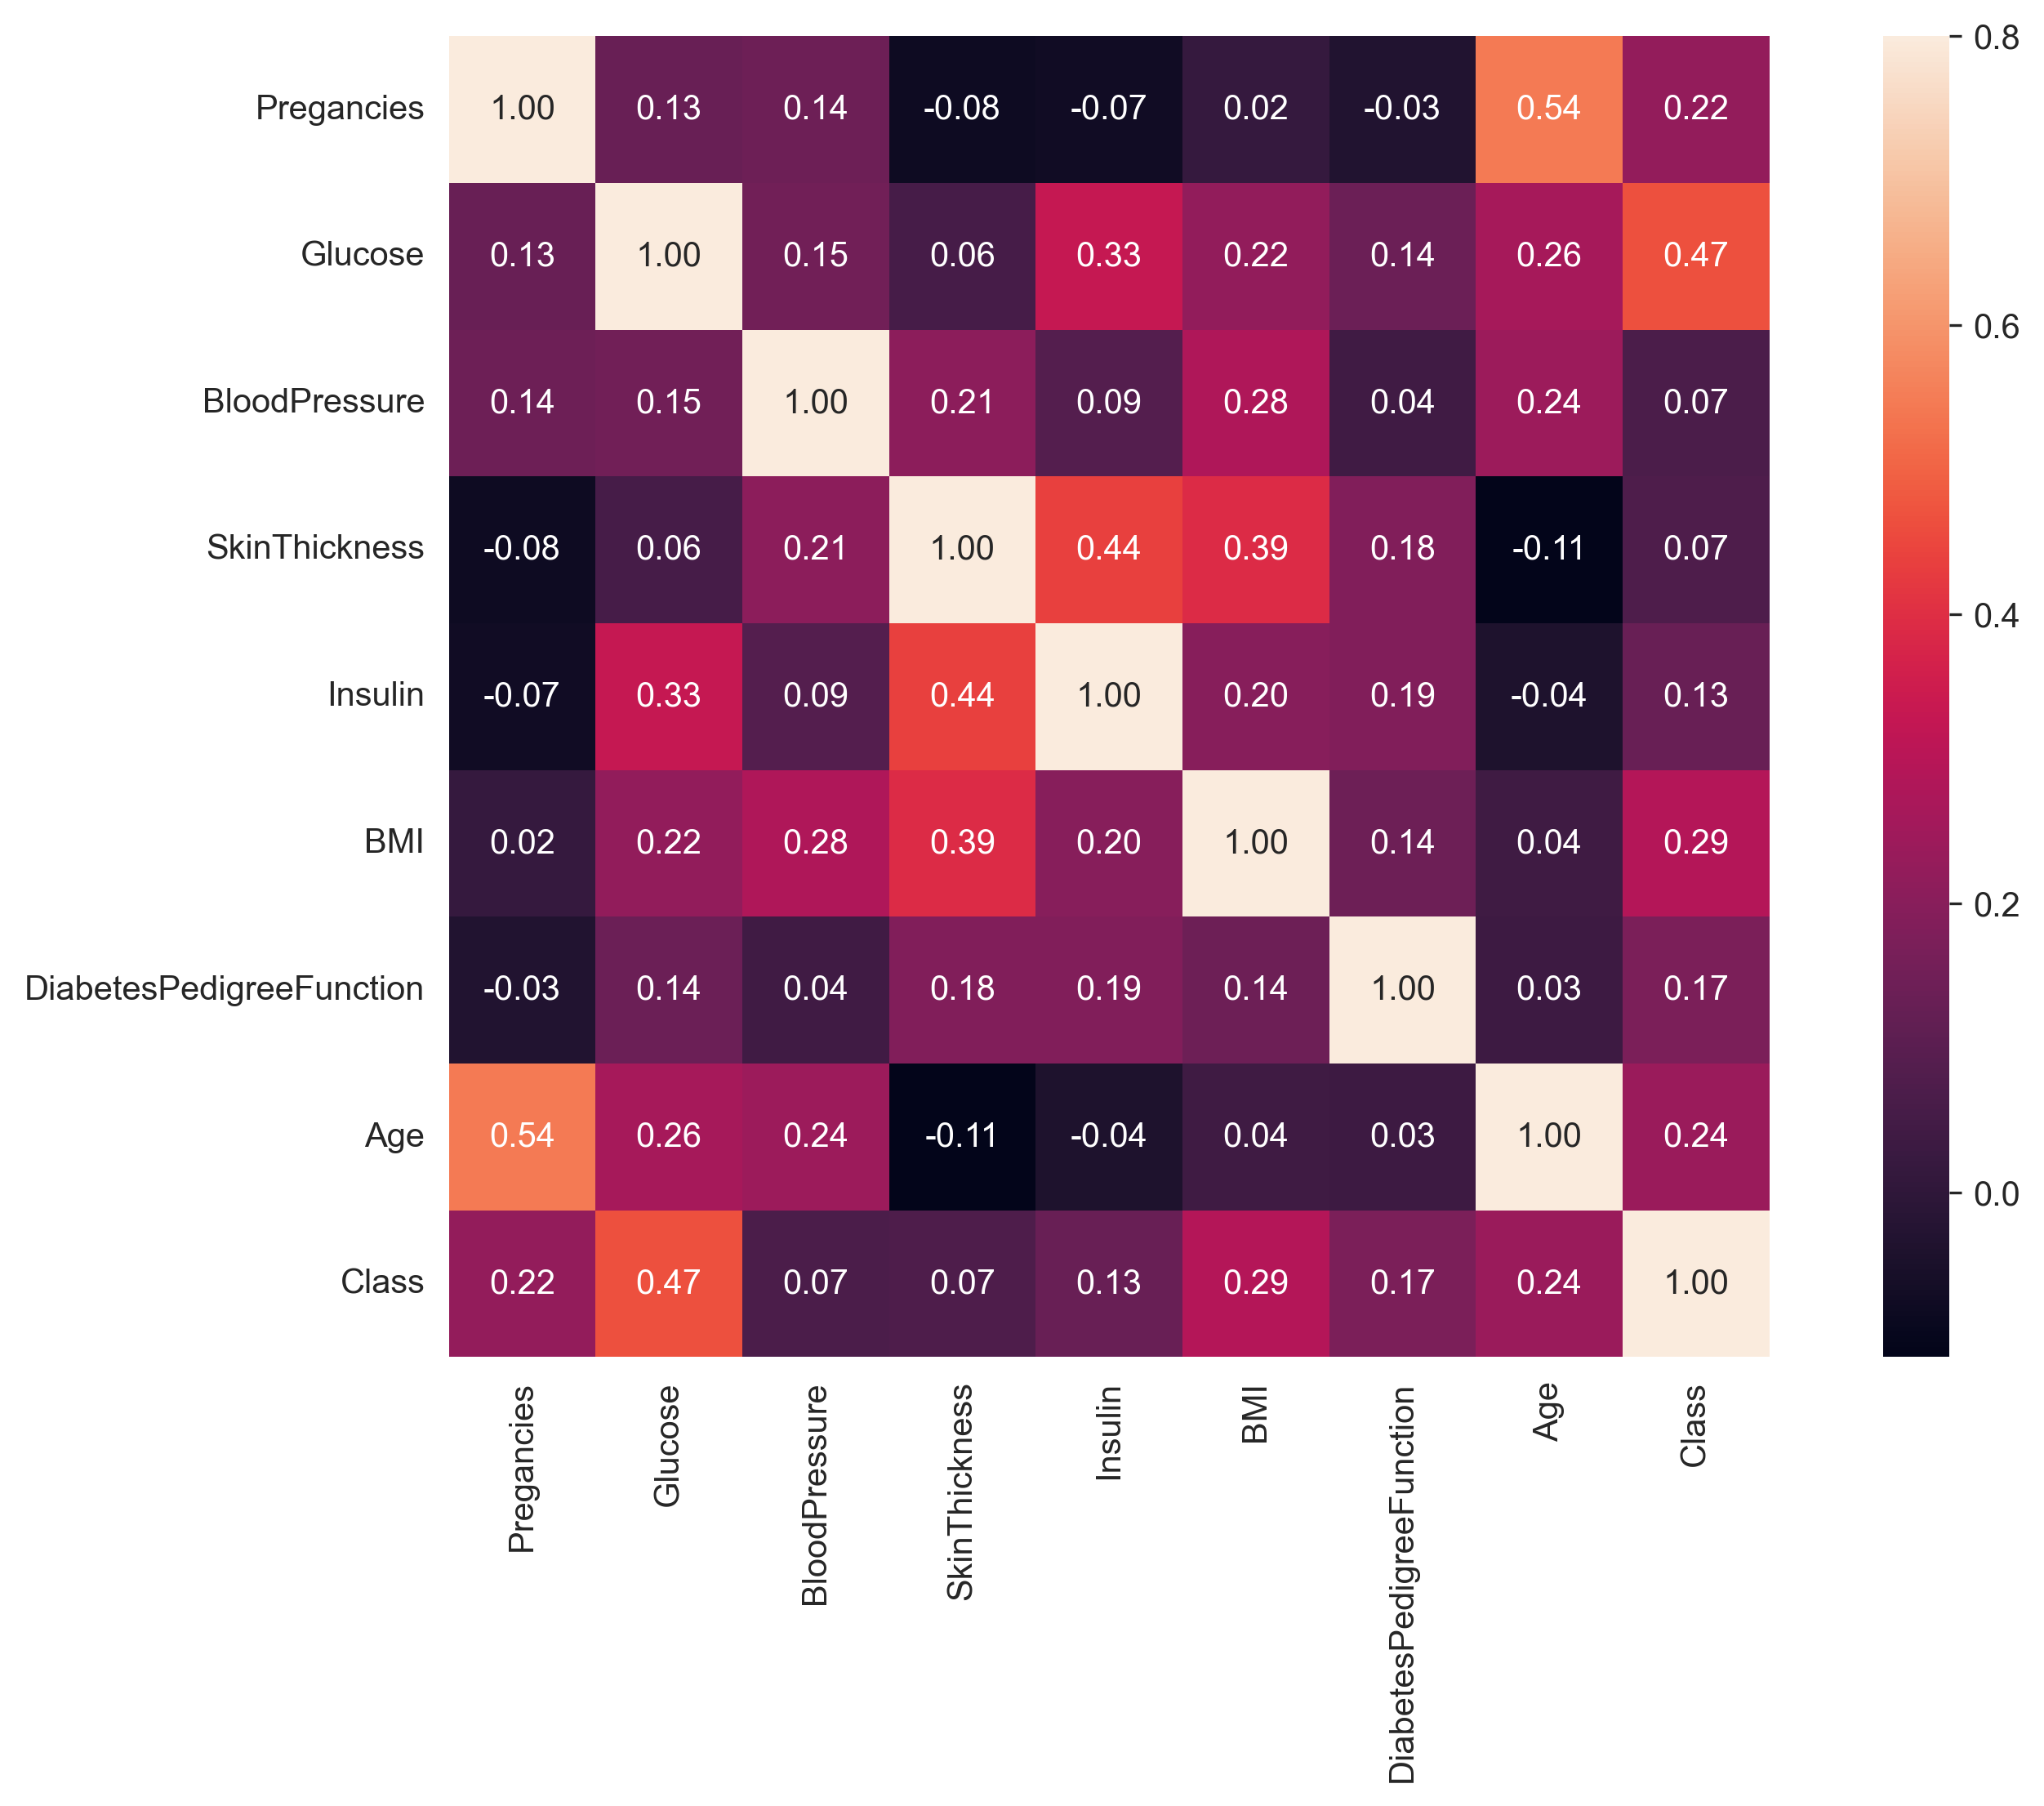 0.8
Pregancies 1.00 0.13 0.14 -0.08 -0.07 0.02 -0.03 0.54 0.22
Glucose 0.13 1.00 0.15 0.06 0.33 0.22 0.14 0.26 0.47
0.6
BloodPressure 0.14 0.15 1.00 0.21 0.09 0.28 0.04 0.24 0.07
SkinThickness -0.08 0.06 0.21 1.00 0.44 0.39 0.18 -0.11 0.07
0.4
Insulin -0.07 0.33 0.09 0.44 1.00 0.20 0.19 -0.04 0.13
BMI 0.02 0.22 0.28 0.39 0.20 1.00 0.14 0.04 0.29
0.2
DiabetesPedigreeFunction -0.03 0.14 0.04 0.18 0.19 0.14 1.00 0.03 0.17
Age 0.54 0.26 0.24 -0.11 -0.04 0.04 0.03 1.00 0.24
0.0
Class 0.22 0.47 0.07 0.07 0.13 0.29 0.17 0.24 1.00
Pregancies
Glucose
BloodPressure
SkinThickness
Insulin
BMI
DiabetesPedigreeFunction
Age
Class